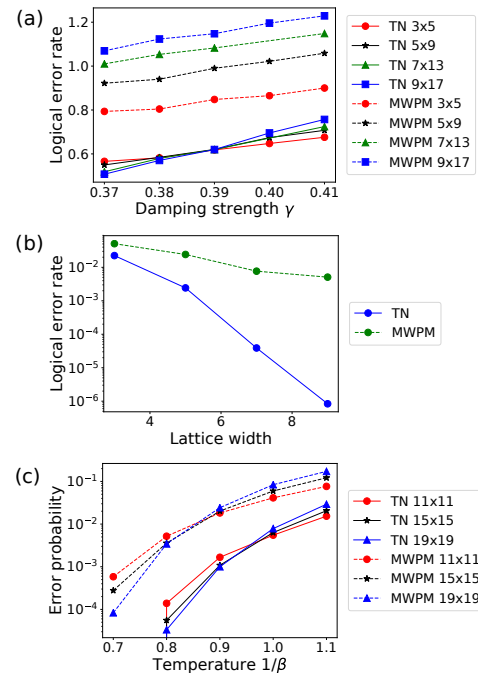 (a)
Logical error rate
1.2
1.0
0.8
0.6
0.37 0.38 0.39 0.40 0.41
Damping strength γ
TN 3x5
TN 5x9
TN 7x13
TN 9x17
MWPM 3x5
MWPM 5x9
MWPM 7x13
MWPM 9x17
(b)
Logical error rate
10⁻²
10⁻³
10⁻⁴
10⁻⁵
10⁻⁶
4 6 8
Lattice width
TN
MWPM
(c)
Error probability
10⁻¹
10⁻²
10⁻³
10⁻⁴
0.7 0.8 0.9 1.0 1.1
Temperature 1/β
TN 11x11
TN 15x15
TN 19x19
MWPM 11x11
MWPM 15x15
MWPM 19x19